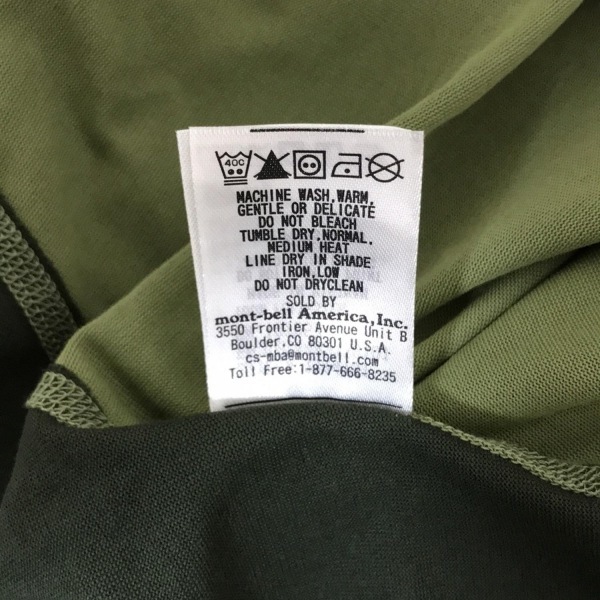 40C
MACHINE WASH,WARM,
GENTLE OR DELICATE
DO NOT BLEACH
TUMBLE DRY,NORMAL,
MEDIUM HEAT
LINE DRY IN SHADE
IRON,LOW
DO NOT DRYCLEAN
SOLD BY
mont-bell America,Inc.
3550 Frontier Avenue Unit B
Boulder,CO 80301 U.S.A.
cs-mba@montbell.com
Toll Free:1-877-666-8235